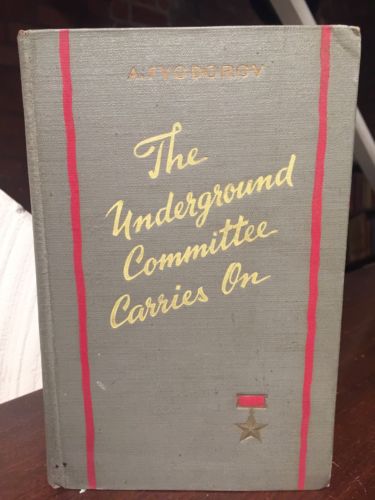 A. FYODOROV
The
Underground
Committee
Carries On